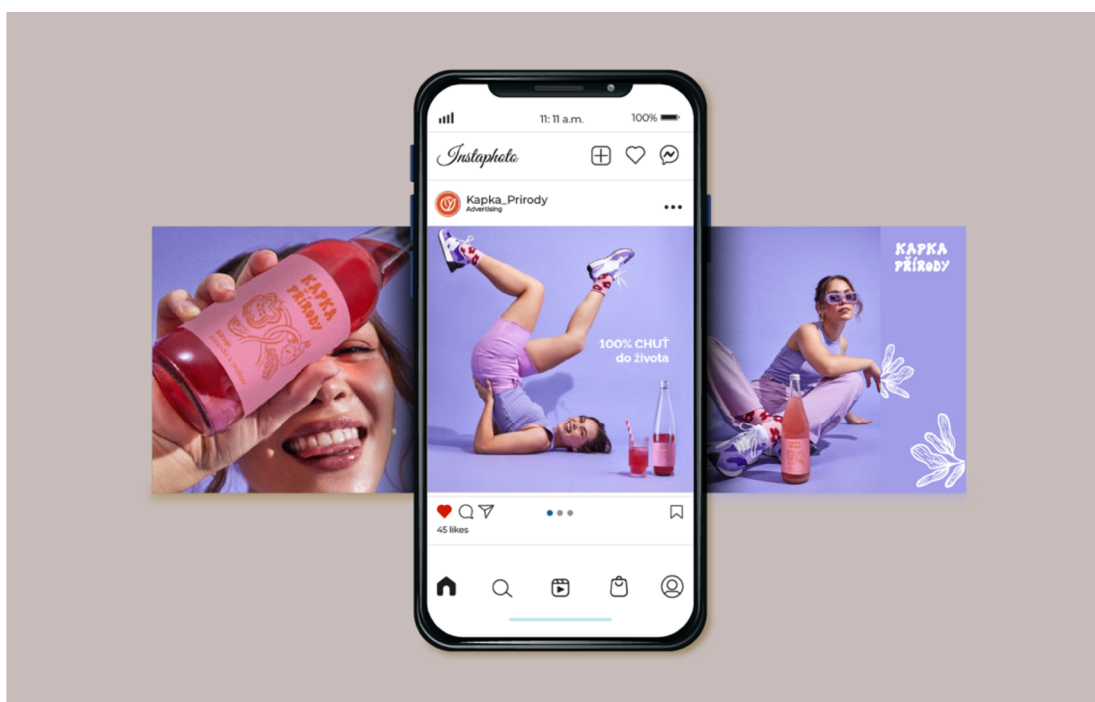 11:11 a.m.
100%
Instaphoto
Kapka_Prirody
Advertising
KAPKA
PŘÍRODY
100% CHUŤ
do života
KAPKA
PŘÍRODY
45 likes